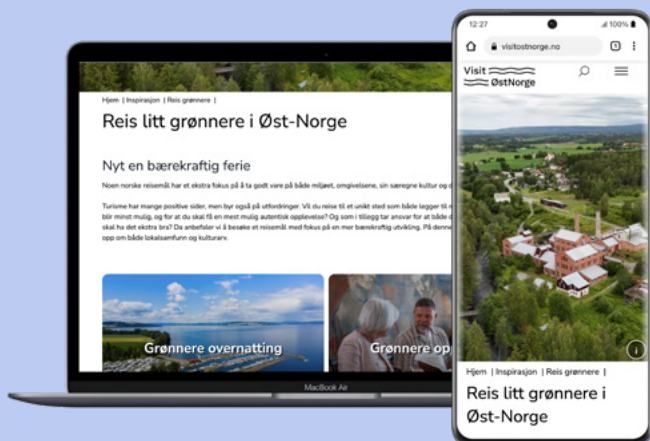 Hjem | Inspirasjon | Reis grønnere |
Reis litt grønnere i Øst-Norge
Nyt en bærekraftig ferie
Noen norske reisemål har et ekstra fokus på å ta godt vare på både miljøet, omgivelsene, sin særegne kultur og
Turisme har mange positive sider, men byr også på utfordringer. Vil du reise til et unikt sted som både legger til
blir minst mulig, og for at du skal få en mest mulig autentisk opplevelse? Og som i tillegg tar ansvar for at både
skal ha det ekstra bra? Da anbefaler vi å besøke et reisemål med fokus på en mer bærekraftig utvikling. På
opp om både lokalsamfunn og kulturarv.
Grønnere overnatting
Grønnere
MacBook Air
12:27
100%
visitostnorge.no
1
Visit
ØstNorge
i
Hjem | Inspirasjon | Reis grønnere |
Reis litt grønnere i
Øst-Norge